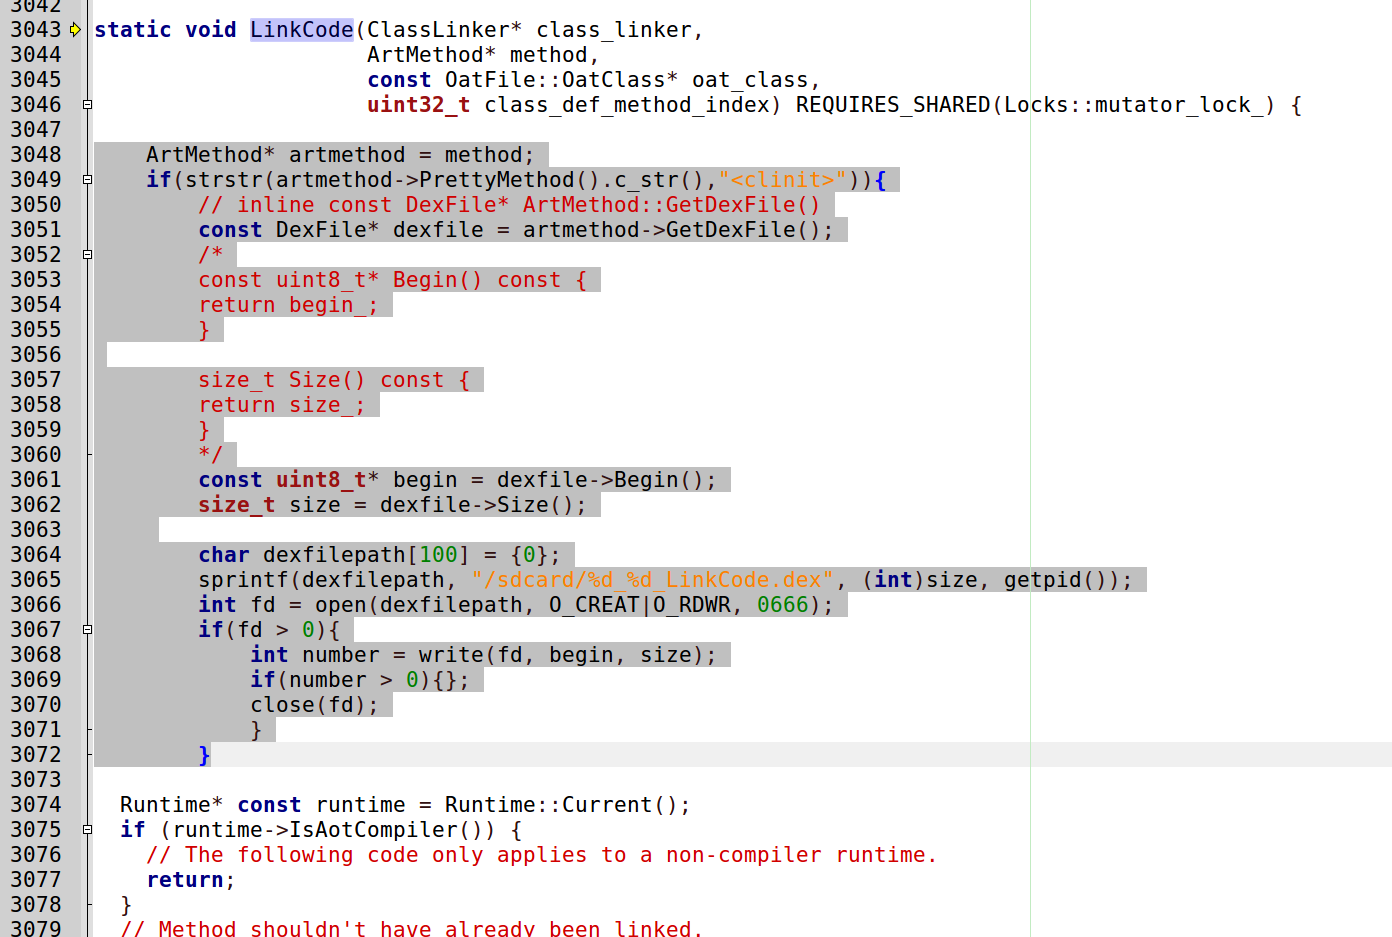 3042
3043 static void LinkCode(ClassLinker* class_linker,
3044                      ArtMethod* method,
3045                      const OatFile::OatClass* oat_class,
3046                      uint32_t class_def_method_index) REQUIRES_SHARED(Locks::mutator_lock_) {
3047
3048     ArtMethod* artmethod = method;
3049     if(strstr(artmethod->PrettyMethod().c_str(),"<clinit>")){
3050         // inline const DexFile* ArtMethod::GetDexFile()
3051         const DexFile* dexfile = artmethod->GetDexFile();
3052         /*
3053         const uint8_t* Begin() const {
3054         return begin_;
3055         }
3056
3057         size_t Size() const {
3058         return size_;
3059         }
3060         */
3061         const uint8_t* begin = dexfile->Begin();
3062         size_t size = dexfile->Size();
3063
3064         char dexfilepath[100] = {0};
3065         sprintf(dexfilepath, "/sdcard/%d_%d_LinkCode.dex", (int)size, getpid());
3066         int fd = open(dexfilepath, O_CREAT|O_RDWR, 0666);
3067         if(fd > 0){
3068             int number = write(fd, begin, size);
3069             if(number > 0){};
3070             close(fd);
3071             }
3072         }
3073
3074   Runtime* const runtime = Runtime::Current();
3075   if (runtime->IsAotCompiler()) {
3076     // The following code only applies to a non-compiler runtime.
3077     return;
3078   }
3079   // Method shouldn't have already been linked.